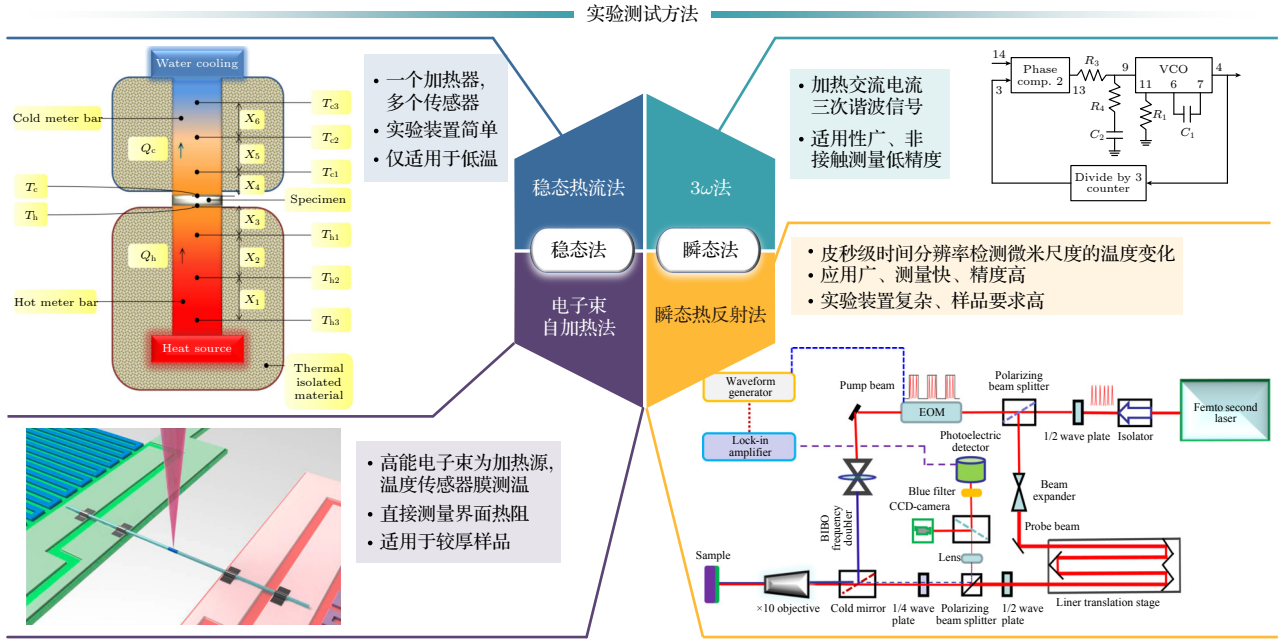 实验测试方法
Water cooling
Cold meter bar
Q_c
T_c
T_h
Q_h
Hot meter bar
Heat source
T_c3
X_6
T_c2
X_5
T_c1
X_4
Specimen
X_3
T_h1
X_2
T_h2
X_1
T_h3
Thermal
isolated
material
• 一个加热器,
多个传感器
• 实验装置简单
• 仅适用于低温
稳态热流法
3ω法
稳态法
瞬态法
电子束
自加热法
瞬态热反射法
• 加热交流电流
三次谐波信号
• 适用性广、非
接触测量低精度
14
Phase
comp. 2
3
13
R_3
9
VCO
4
11
6
7
R_4
R_1
C_1
C_2
Divide by 3
counter
• 皮秒级时间分辨率检测微米尺度的温度变化
• 应用广、测量快、精度高
• 实验装置复杂、样品要求高
• 高能电子束为加热源,
温度传感器膜测温
• 直接测量界面热阻
• 适用于较厚样品
Waveform
generator
Lock-in
amplifier
Pump beam
EOM
Polarizing
beam splitter
1/2 wave plate
Isolator
Femto second
laser
Photoelectric
detector
Blue filter
CCD-camera
Beam
expander
Probe beam
BIBO
frequency
doubler
Lens
Sample
×10 objective
Cold mirror
1/4 wave
plate
Polarizing
beam splitter
1/2 wave
plate
Liner translation stage